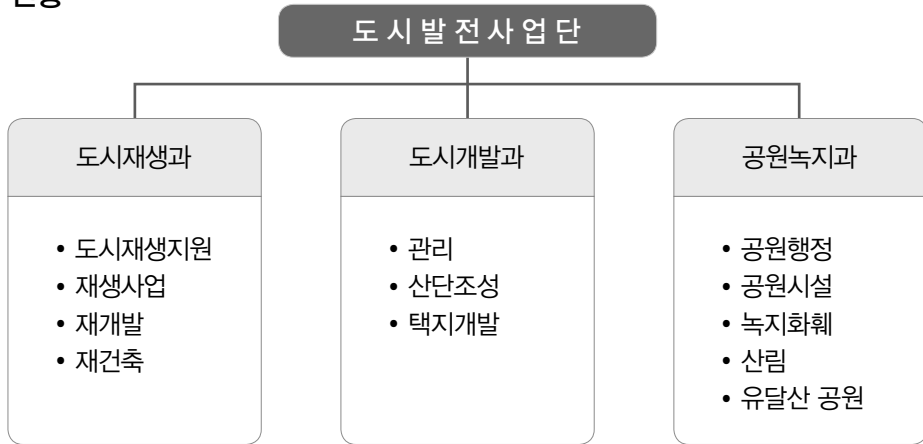 도시발전사업단
도시재생과
• 도시재생지원
• 재생사업
• 재개발
• 재건축
도시개발과
• 관리
• 산단조성
• 택지개발
공원녹지과
• 공원행정
• 공원시설
• 녹지화훼
• 산림
• 유달산 공원